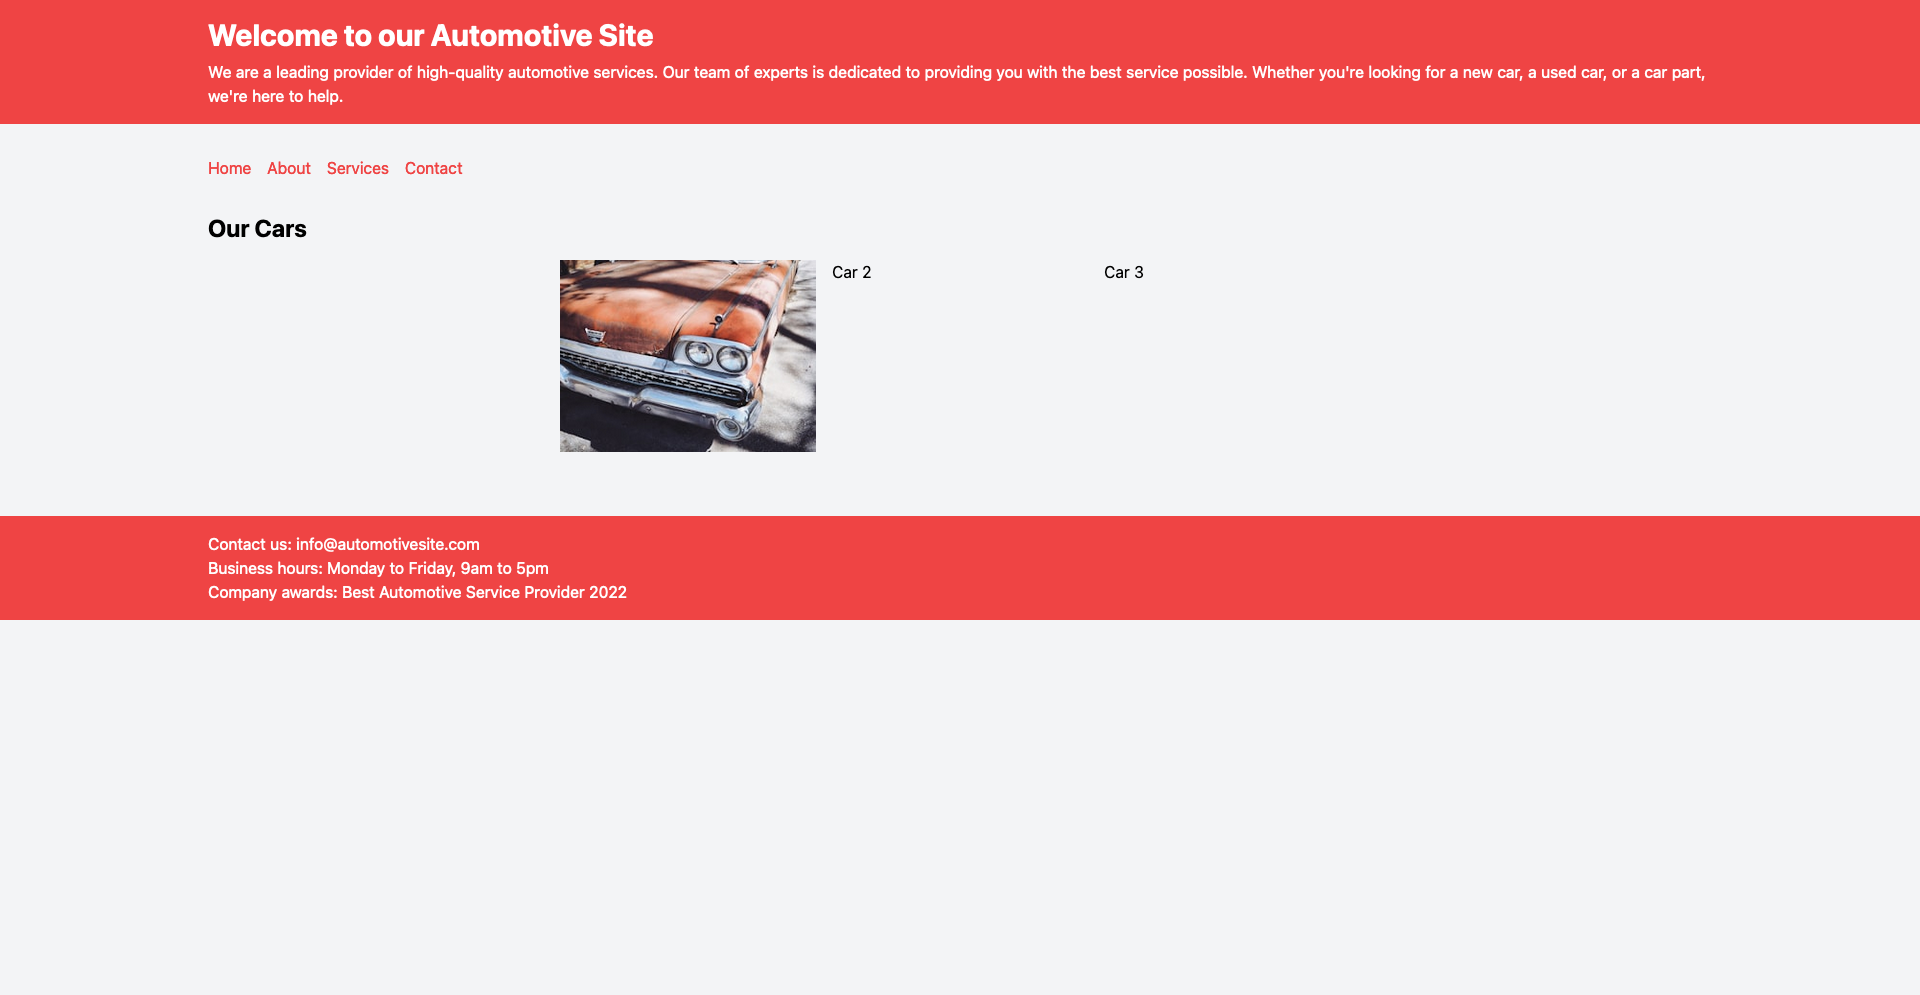 Welcome to our Automotive Site
We are a leading provider of high-quality automotive services. Our team of experts is dedicated to providing you with the best service possible. Whether you're looking for a new car, a used car, or a car part,
we're here to help.
Home About Services Contact
Our Cars
Car 2 Car 3
Contact us: info@automotivesite.com
Business hours: Monday to Friday, 9am to 5pm
Company awards: Best Automotive Service Provider 2022